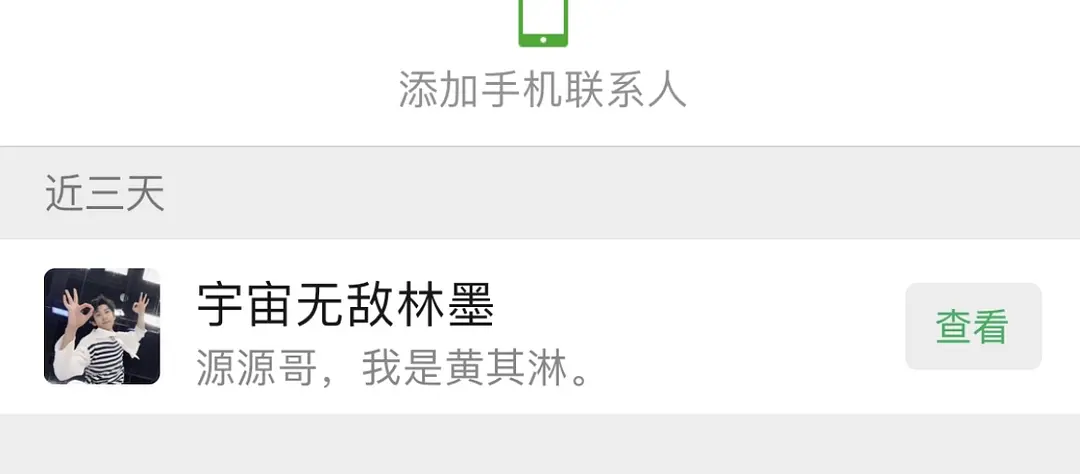 添加手机联系人
近三天
宇宙无敌林墨
查看
源源哥，我是黄其淋。